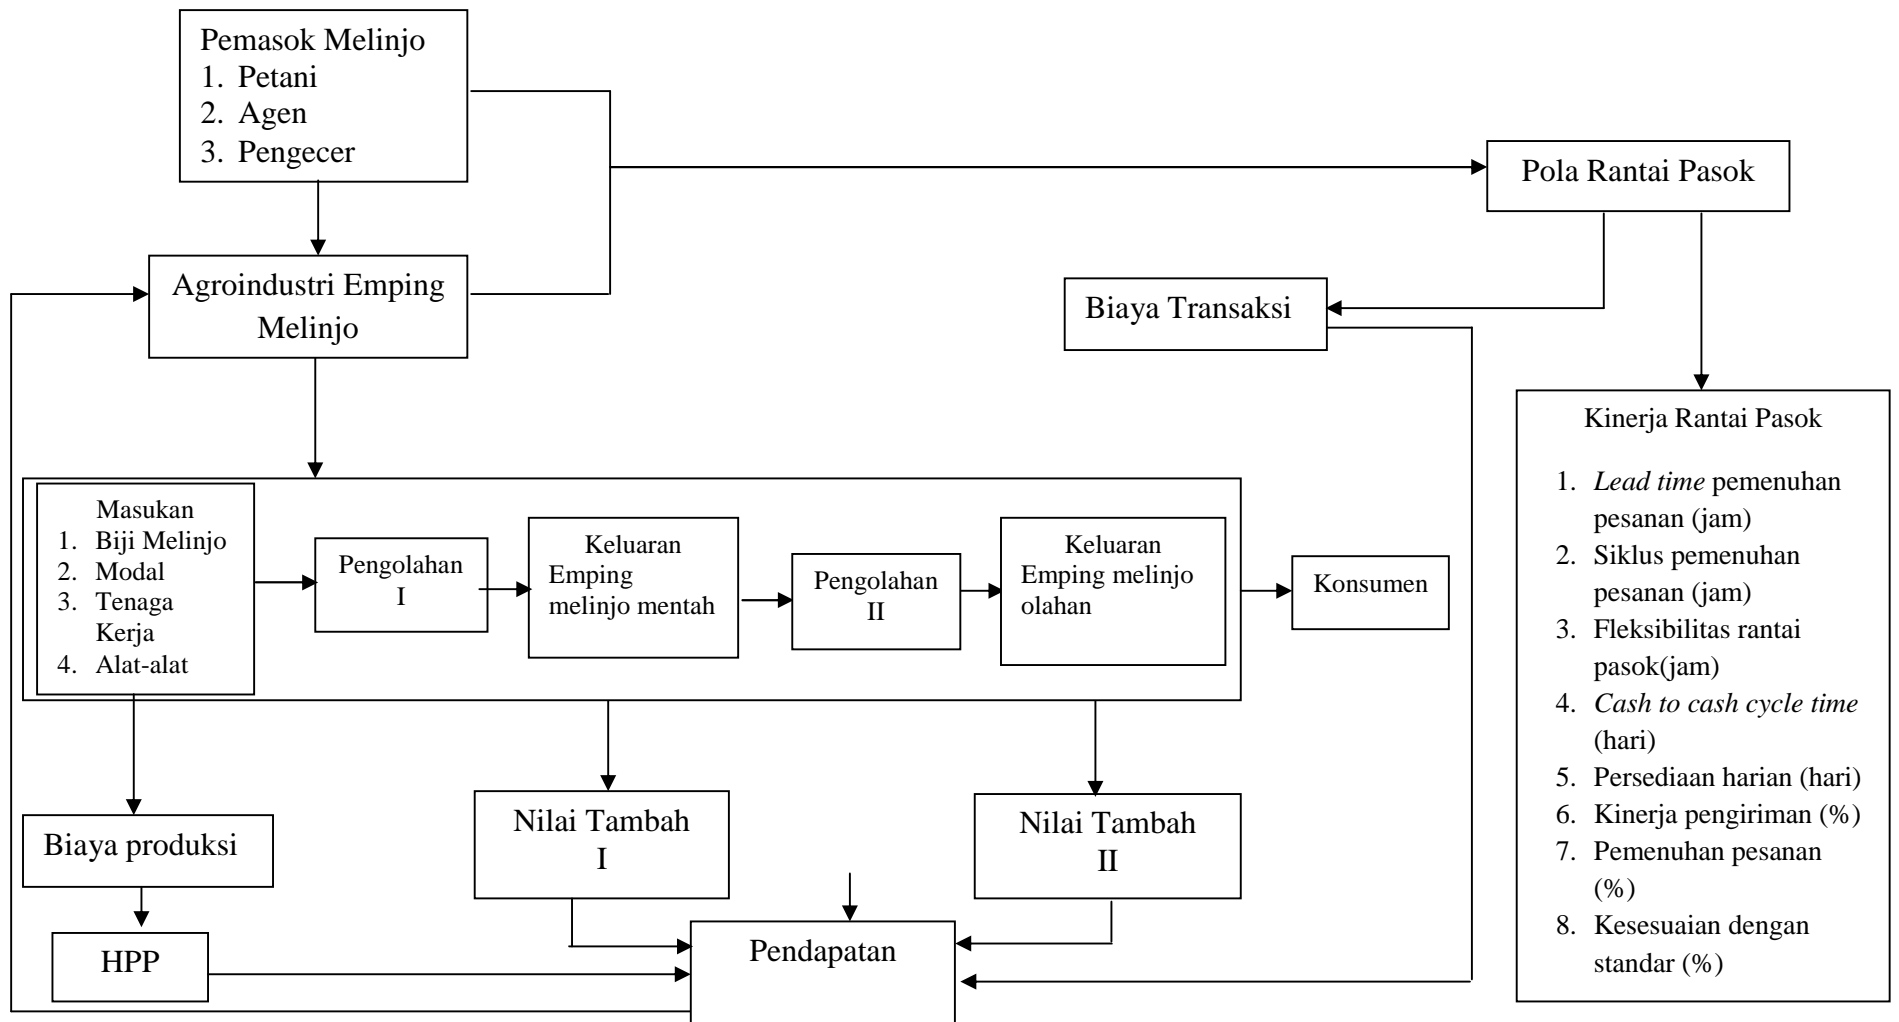 Pemasok Melinjo
1. Petani
2. Agen
3. Pengecer
Pola Rantai Pasok
Agroindustri Emping
Melinjo
Biaya Transaksi
Kinerja Rantai Pasok
1. Lead time pemenuhan
pesanan (jam)
2. Siklus pemenuhan
pesanan (jam)
3. Fleksibilitas rantai
pasok(jam)
4. Cash to cash cycle time
(hari)
5. Persediaan harian (hari)
6. Kinerja pengiriman (%)
7. Pemenuhan pesanan
(%)
8. Kesesuaian dengan
standar (%)
Masukan
1. Biji Melinjo
2. Modal
3. Tenaga
Kerja
4. Alat-alat
Pengolahan
I
Keluaran
Emping
melinjo mentah
Pengolahan
II
Keluaran
Emping melinjo
olahan
Konsumen
Biaya produksi
Nilai Tambah
I
Nilai Tambah
II
HPP
Pendapatan